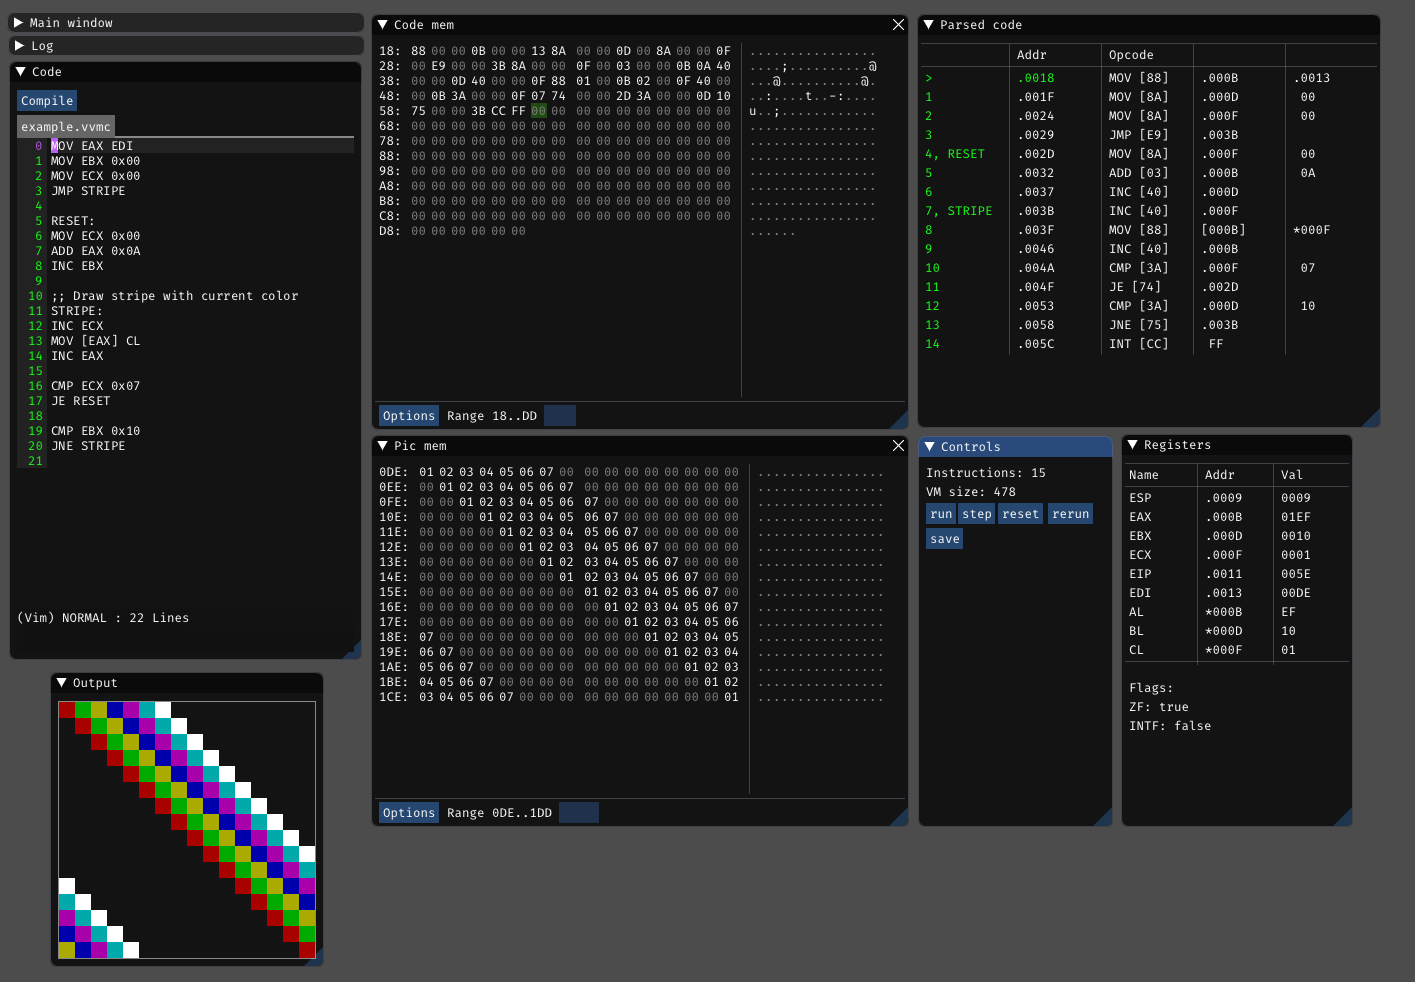 Main window
Log
Code
Compile
example.vvmc
0 MOV EAX EDI
1 MOV EBX 0x00
2 MOV ECX 0x00
3 JMP STRIPE
4
5 RESET:
6 MOV ECX 0x00
7 ADD EAX 0x0A
8 INC EBX
9
10 ;; Draw stripe with current color
11 STRIPE:
12 INC ECX
13 MOV [EAX] CL
14 INC EAX
15
16 CMP ECX 0x07
17 JE RESET
18
19 CMP EBX 0x10
20 JNE STRIPE
21
(Vim) NORMAL : 22 Lines
Output
Code mem
18: 88 00 00 0B 00 00 13 8A 00 00 0D 00 8A 00 00 0F ................
28: 00 E9 00 00 3B 8A 00 00 0F 00 03 00 00 0B 0A 40 ....;..........@
38: 00 00 0D 40 00 00 0F 88 01 00 0B 02 00 0F 40 00 ...@..........@.
48: 00 0B 3A 00 00 0F 07 74 00 00 2D 3A 00 00 0D 10 ..:....t..-:....
58: 75 00 00 3B CC FF 00 00 00 00 00 00 00 00 00 00 u..;............
68: 00 00 00 00 00 00 00 00 00 00 00 00 00 00 00 00 ................
78: 00 00 00 00 00 00 00 00 00 00 00 00 00 00 00 00 ................
88: 00 00 00 00 00 00 00 00 00 00 00 00 00 00 00 00 ................
98: 00 00 00 00 00 00 00 00 00 00 00 00 00 00 00 00 ................
A8: 00 00 00 00 00 00 00 00 00 00 00 00 00 00 00 00 ................
B8: 00 00 00 00 00 00 00 00 00 00 00 00 00 00 00 00 ................
C8: 00 00 00 00 00 00 00 00 00 00 00 00 00 00 00 00 ................
D8: 00 00 00 00 00 00 ......
Options Range 18..DD
Pic mem
0DE: 01 02 03 04 05 06 07 00 00 00 00 00 00 00 00 00 ................
0EE: 00 01 02 03 04 05 06 07 00 00 00 00 00 00 00 00 ................
0FE: 00 00 01 02 03 04 05 06 07 00 00 00 00 00 00 00 ................
10E: 00 00 00 01 02 03 04 05 06 07 00 00 00 00 00 00 ................
11E: 00 00 00 00 01 02 03 04 05 06 07 00 00 00 00 00 ................
12E: 00 00 00 00 00 01 02 03 04 05 06 07 00 00 00 00 ................
13E: 00 00 00 00 00 00 01 02 03 04 05 06 07 00 00 00 ................
14E: 00 00 00 00 00 00 00 01 02 03 04 05 06 07 00 00 ................
15E: 00 00 00 00 00 00 00 00 01 02 03 04 05 06 07 00 ................
16E: 00 00 00 00 00 00 00 00 00 01 02 03 04 05 06 07 ................
17E: 00 00 00 00 00 00 00 00 00 00 01 02 03 04 05 06 ................
18E: 07 00 00 00 00 00 00 00 00 00 00 01 02 03 04 05 ................
19E: 06 07 00 00 00 00 00 00 00 00 00 00 01 02 03 04 ................
1AE: 05 06 07 00 00 00 00 00 00 00 00 00 00 01 02 03 ................
1BE: 04 05 06 07 00 00 00 00 00 00 00 00 00 00 01 02 ................
1CE: 03 04 05 06 07 00 00 00 00 00 00 00 00 00 00 01 ................
Options Range 0DE..1DD
Parsed code
Addr Opcode
> .0018 MOV [88] .000B .0013
1 .001F MOV [8A] .000D 00
2 .0024 MOV [8A] .000F 00
3 .0029 JMP [E9] .003B
4, RESET .002D MOV [8A] .000F 00
5 .0032 ADD [03] .000B 0A
6 .0037 INC [40] .000D
7, STRIPE .003B INC [40] .000F
8 .003F MOV [88] [000B] *000F
9 .0046 INC [40] .000B
10 .004A CMP [3A] .000F 07
11 .004F JE [74] .002D
12 .0053 CMP [3A] .000D 10
13 .0058 JNE [75] .003B
14 .005C INT [CC] FF
Controls
Instructions: 15
VM size: 478
run step reset rerun
save
Registers
Name Addr Val
ESP .0009 0009
EAX .000B 01EF
EBX .000D 0010
ECX .000F 0001
EIP .0011 005E
EDI .0013 00DE
AL *000B EF
BL *000D 10
CL *000F 01
Flags:
ZF: true
INTF: false